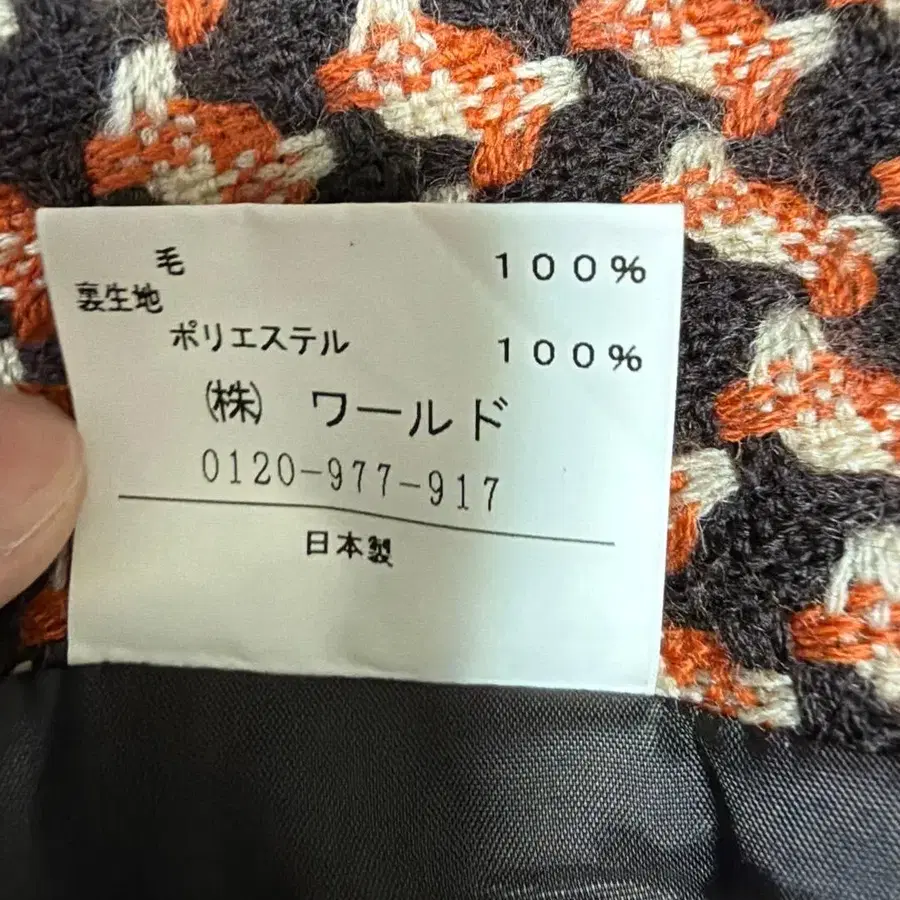 毛 １００％
裏生地
ポリエステル １００％
㈱ ワールド
0120-977-917
日本製